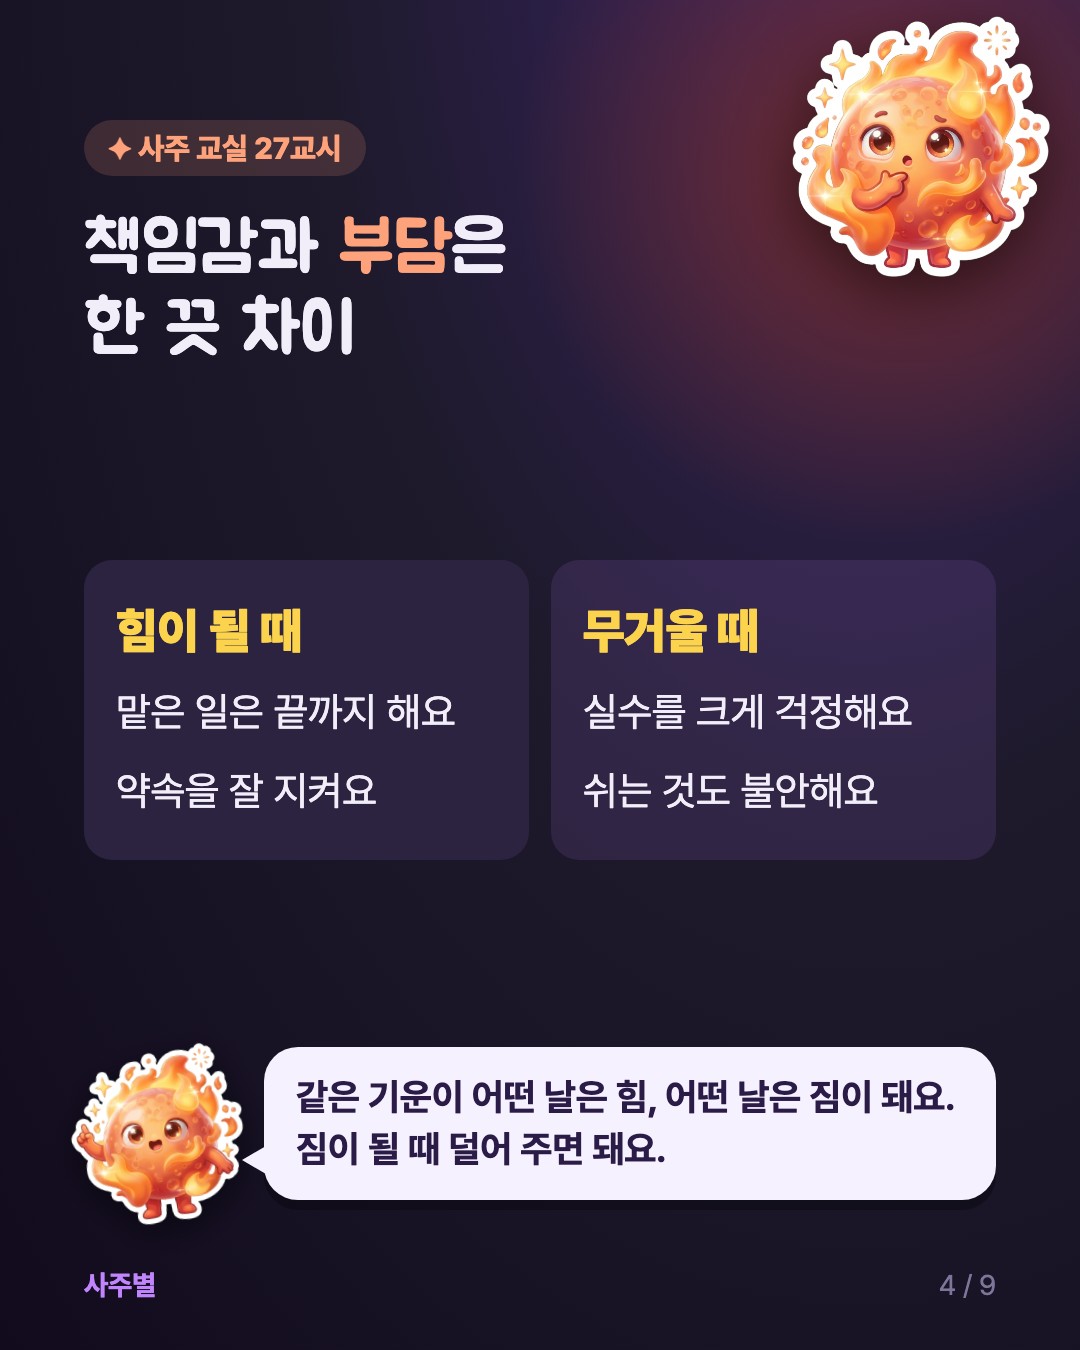 사주 교실 27교시
책임감과 부담은
한 끗 차이
힘이 될 때
맡은 일은 끝까지 해요
약속을 잘 지켜요
무거울 때
실수를 크게 걱정해요
쉬는 것도 불안해요
같은 기운이 어떤 날은 힘, 어떤 날은 짐이 돼요.
짐이 될 때 덜어 주면 돼요.
사주별
4 / 9